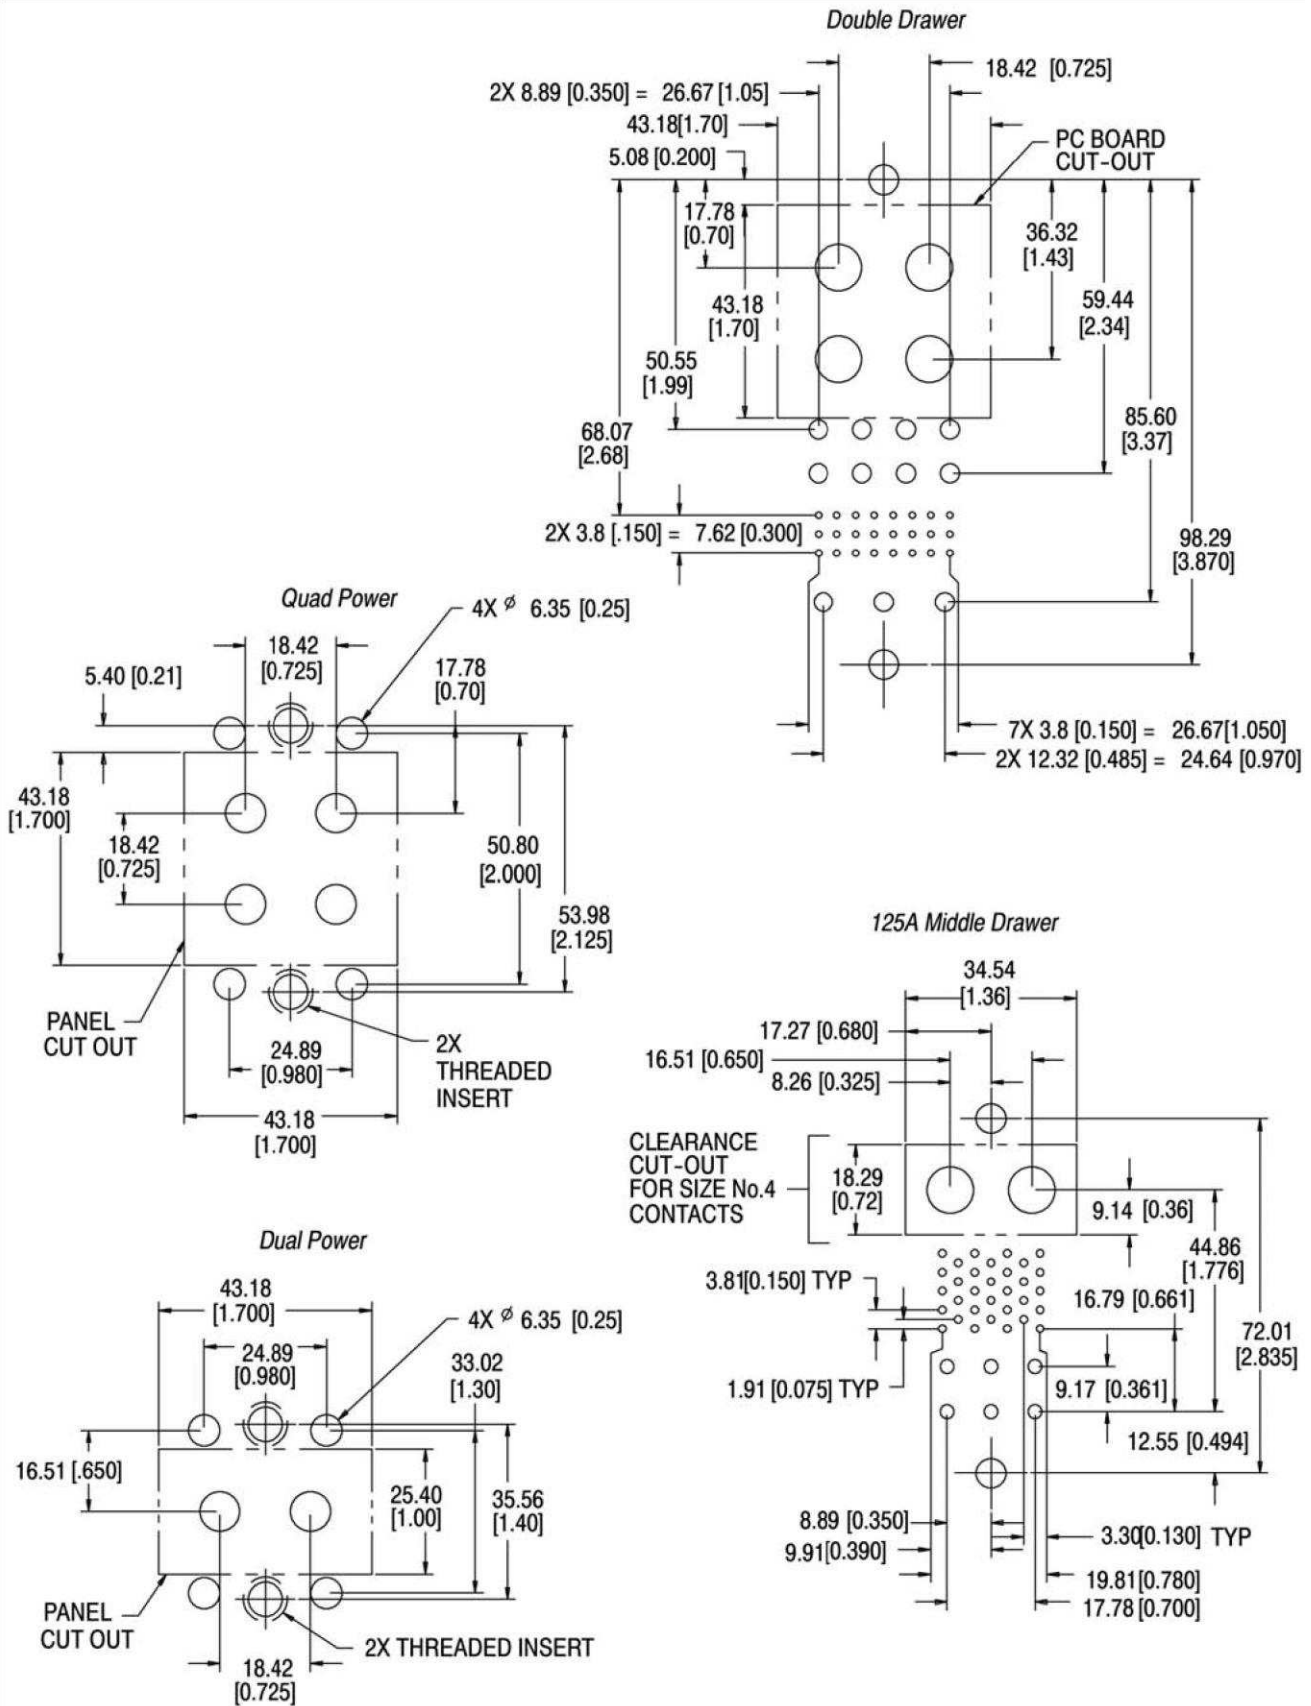 Double Drawer
18.42 [0.725]
2X 8.89 [0.350] = 26.67 [1.05]
43.18[1.70]
5.08 [0.200]
PC BOARD
CUT-OUT
17.78
[0.70]
36.32
[1.43]
43.18
[1.70]
59.44
[2.34]
50.55
[1.99]
85.60
[3.37]
68.07
[2.68]
2X 3.8 [.150] = 7.62 [0.300]
98.29
[3.870]
7X 3.8 [0.150] = 26.67[1.050]
2X 12.32 [0.485] = 24.64 [0.970]
Quad Power
4X ø 6.35 [0.25]
18.42
[0.725]
5.40 [0.21]
17.78
[0.70]
43.18
[1.700]
18.42
[0.725]
50.80
[2.000]
53.98
[2.125]
PANEL
CUT OUT
24.89
[0.980]
2X
THREADED
INSERT
43.18
[1.700]
125A Middle Drawer
34.54
[1.36]
17.27 [0.680]
16.51 [0.650]
8.26 [0.325]
CLEARANCE
CUT-OUT
FOR SIZE No.4
CONTACTS
18.29
[0.72]
9.14 [0.36]
44.86
[1.776]
3.81[0.150] TYP
16.79 [0.661]
72.01
[2.835]
1.91 [0.075] TYP
9.17 [0.361]
12.55 [0.494]
8.89 [0.350]
9.91[0.390]
3.30[0.130] TYP
19.81[0.780]
17.78 [0.700]
Dual Power
43.18
[1.700]
4X ø 6.35 [0.25]
24.89
[0.980]
33.02
[1.30]
16.51 [.650]
25.40
[1.00]
35.56
[1.40]
PANEL
CUT OUT
2X THREADED INSERT
18.42
[0.725]